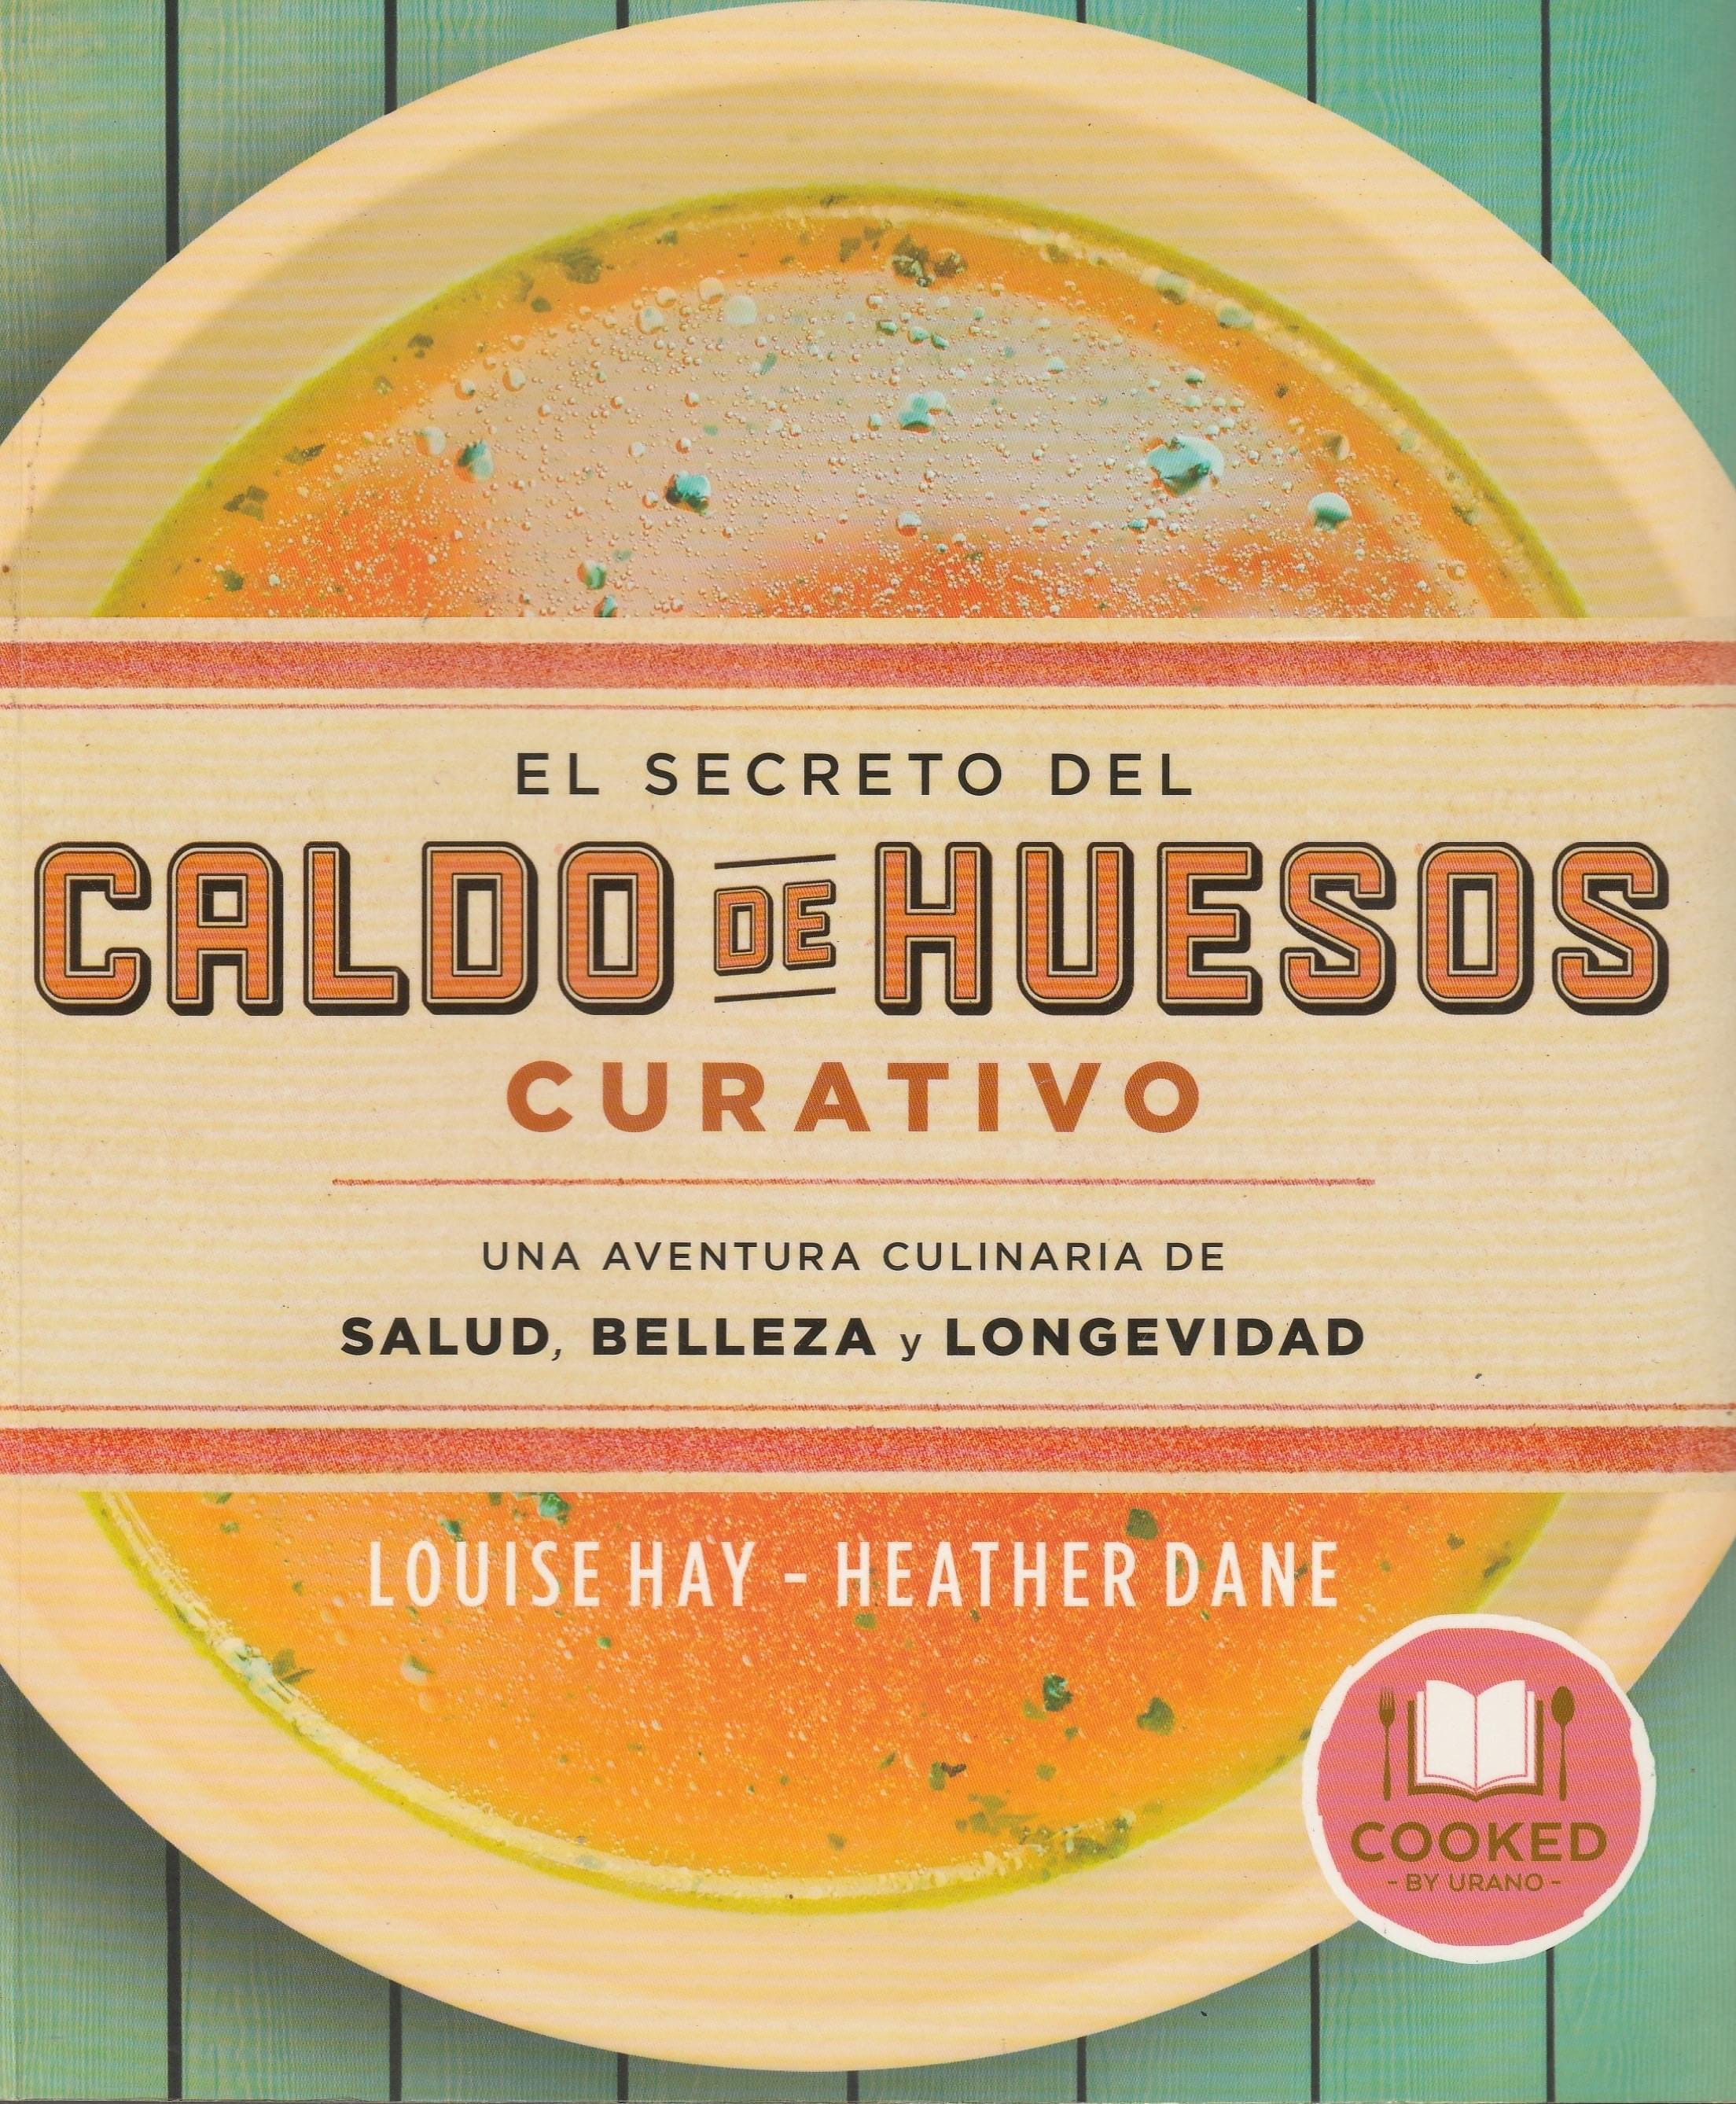 EL SECRETO DEL
CALDO DE HUESOS
CURATIVO
UNA AVENTURA CULINARIA DE
SALUD, BELLEZA y LONGEVIDAD
LOUISE HAY - HEATHER DANE
COOKED
- BY URANO -